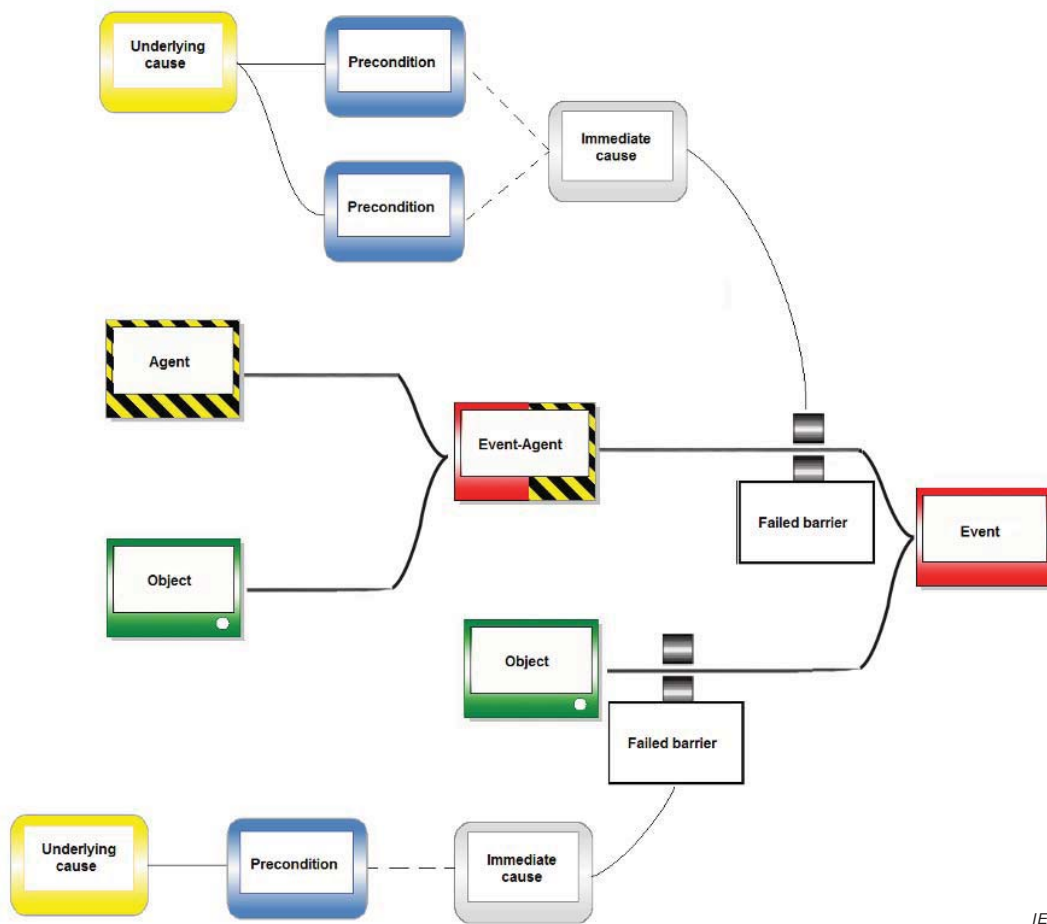 Underlying
cause
Precondition
Immediate
cause
Precondition
Agent
Event-Agent
Failed barrier
Event
Object
Object
Failed barrier
Underlying
cause
Precondition
Immediate
cause
IE